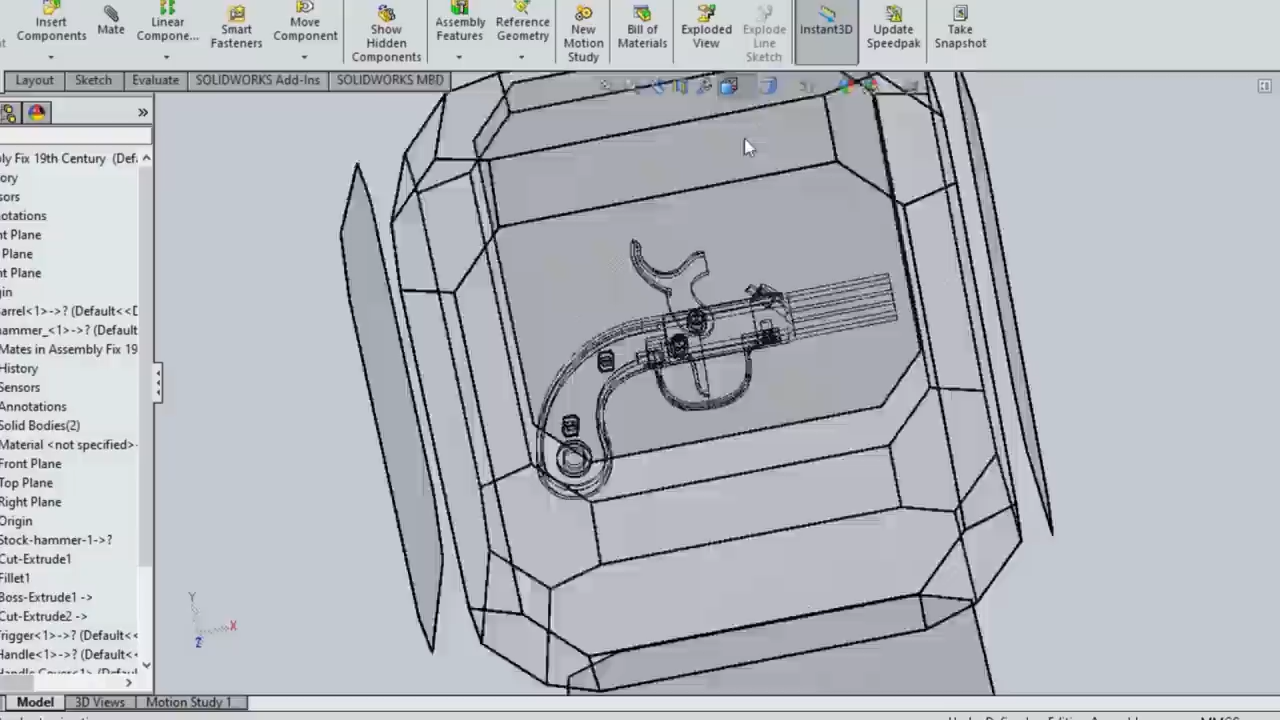 Insert Components
Mate
Linear Compone...
Smart Fasteners
Move Component
Show Hidden Components
Assembly Features
Reference Geometry
New Motion Study
Bill of Materials
Exploded View
Explode Line Sketch
Instant3D
Update Speedpak
Take Snapshot
Layout
Sketch
Evaluate
SOLIDWORKS Add-Ins
SOLIDWORKS MBD
»
ly Fix 19th Century (Def
ory
sors
notations
nt Plane
Plane
nt Plane
gin
arrel<1>->? (Default<<D
ammer_<1>->? (Default
Mates in Assembly Fix 19
History
Sensors
Annotations
Solid Bodies(2)
Material <not specified>
Front Plane
Top Plane
Right Plane
Origin
Stock-hammer-1->?
Cut-Extrude1
Fillet1
Boss-Extrude1 ->
Cut-Extrude2 ->
Trigger<1>->? (Default<<
Handle<1>->? (Default<<
Y
X
Z
Model
3D Views
Motion Study 1